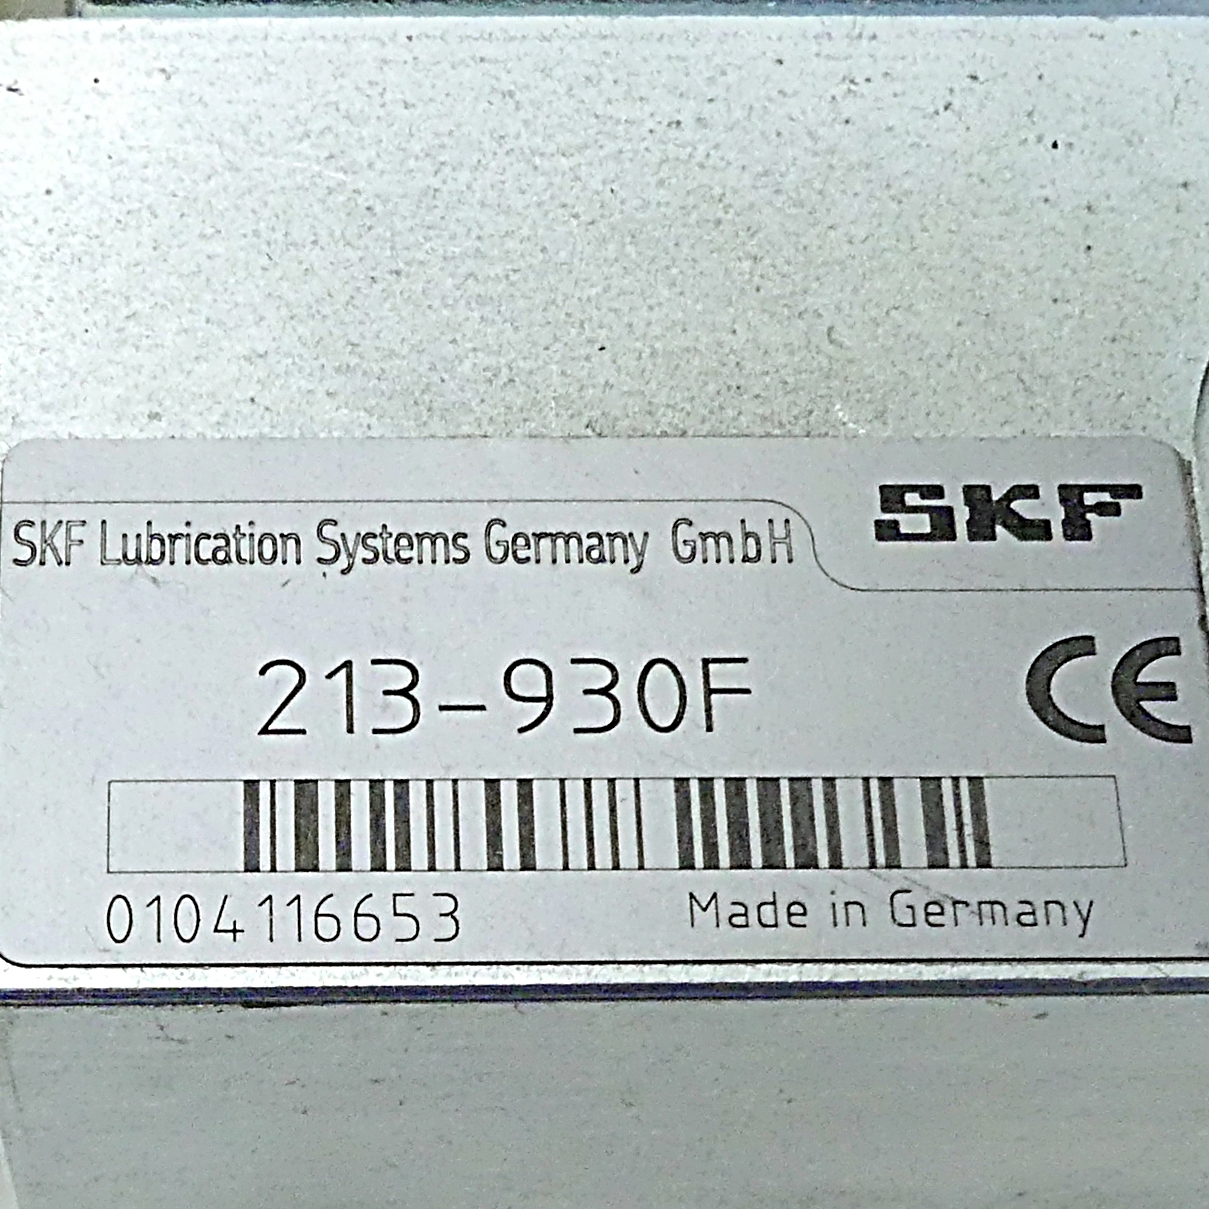 SKF
SKF Lubrication Systems Germany GmbH
213-930F
CE
0104116653
Made in Germany